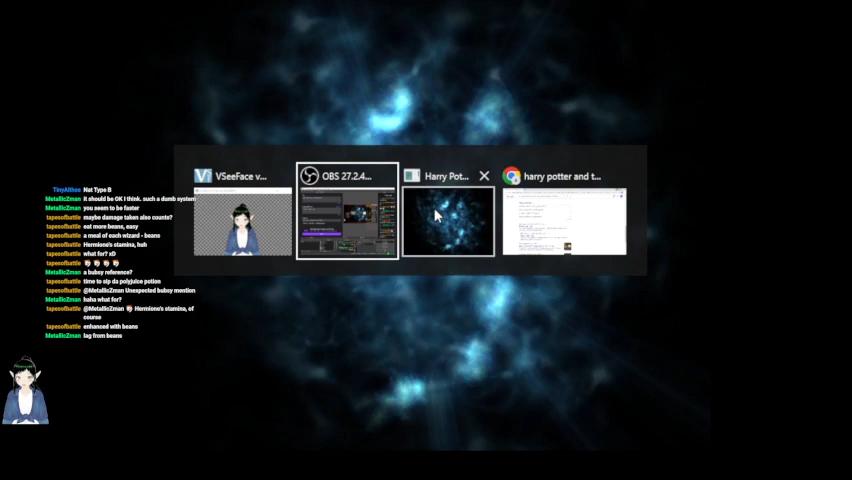 VSeeFace v...
OBS 27.2.4...
Harry Pot...
harry potter and t...
TinyAlthos Nat Type B
MetallicZman it should be OK I think. such a dumb system
MetallicZman you seem to be faster
tapesofbattle maybe damage taken also counts?
tapesofbattle eat more beans, easy
tapesofbattle a meal of each wizard - beans
tapesofbattle Hermione's stamina, huh
tapesofbattle what for? xD
tapesofbattle
MetallicZman a bubsy reference?
tapesofbattle time to sip da polyjuice potion
tapesofbattle @MetallicZman Unexpected bubsy mention
MetallicZman haha what for?
tapesofbattle @MetallicZman Hermione's stamina, of
course
tapesofbattle enhanced with beans
MetallicZman lag from beans